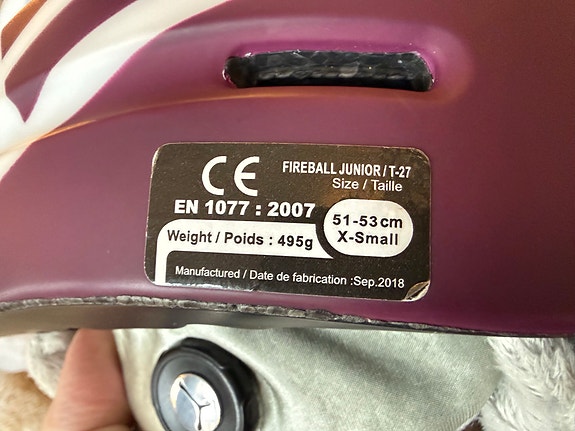 CE
FIREBALL JUNIOR / T-27
Size / Taille
EN 1077 : 2007
51-53cm
X-Small
Weight / Poids : 495g
Manufactured / Date de fabrication :Sep.2018